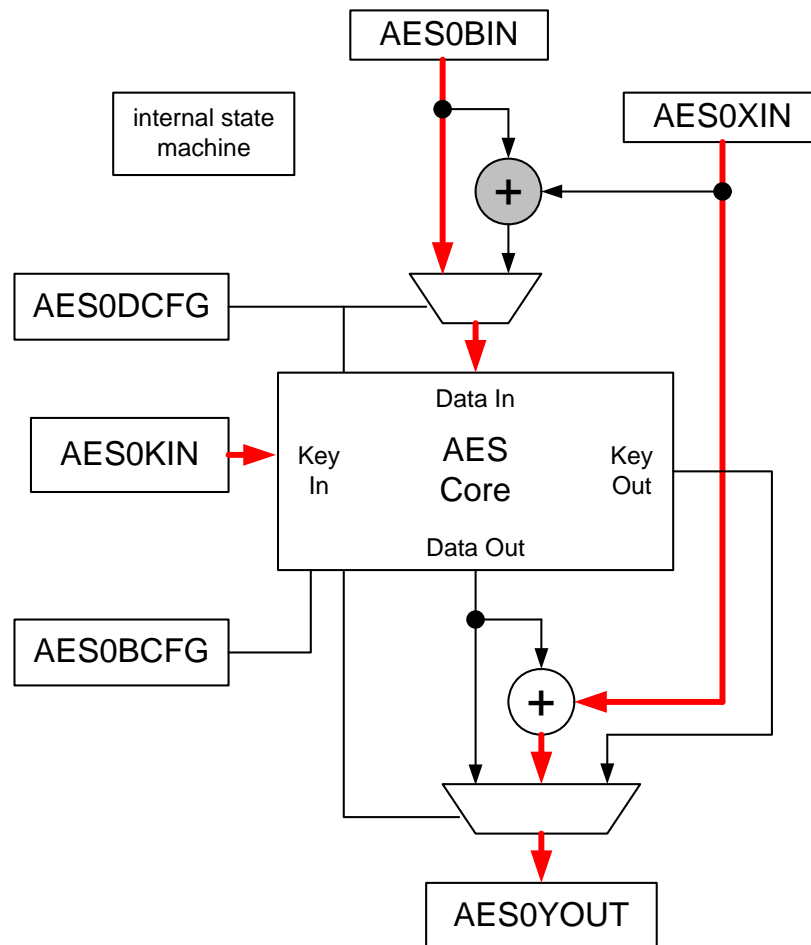 AES0BIN
internal state
machine
AES0XIN
+
AES0DCFG
Data In
AES0KIN
Key
In
AES
Core
Key
Out
Data Out
AES0BCFG
+
AES0YOUT